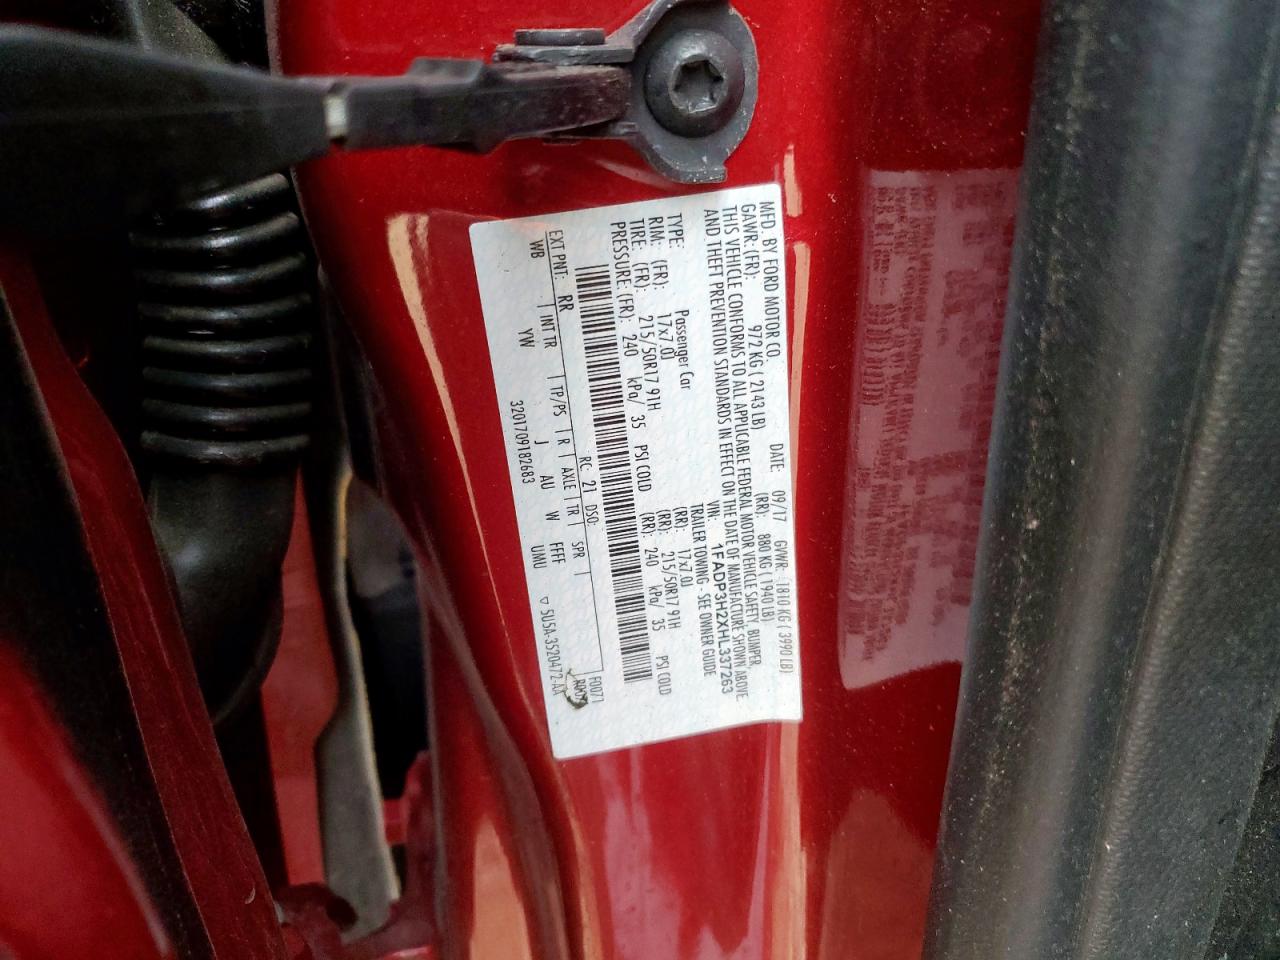 MFD. BY FORD MOTOR CO.
DATE: 09/17 GVWR: 1810 KG ( 3990 LB)
GAWR: (FR): 972 KG ( 2143 LB) (RR): 880 KG ( 1940 LB)
THIS VEHICLE CONFORMS TO ALL APPLICABLE FEDERAL MOTOR VEHICLE SAFETY, BUMPER,
AND THEFT PREVENTION STANDARDS IN EFFECT ON THE DATE OF MANUFACTURE SHOWN ABOVE.
VIN: 1FADP3H2XHL337263
TYPE: Passenger Car TRAILER TOWING - SEE OWNER GUIDE
RIM: (FR): 17x7.0J (RR): 17x7.0J
TIRE: (FR): 215/50R17 91H (RR): 215/50R17 91H
PRESSURE: (FR): 240 kPa/ 35 PSI COLD (RR): 240 kPa/ 35 PSI COLD
RC: 21 DSO: F0071
EXT PNT: RR INT TR TP/PS R AXLE TR SPR
WB YW J AU W FFFF UMU
3201709182683 ▽ 5U5A-3520472-AA